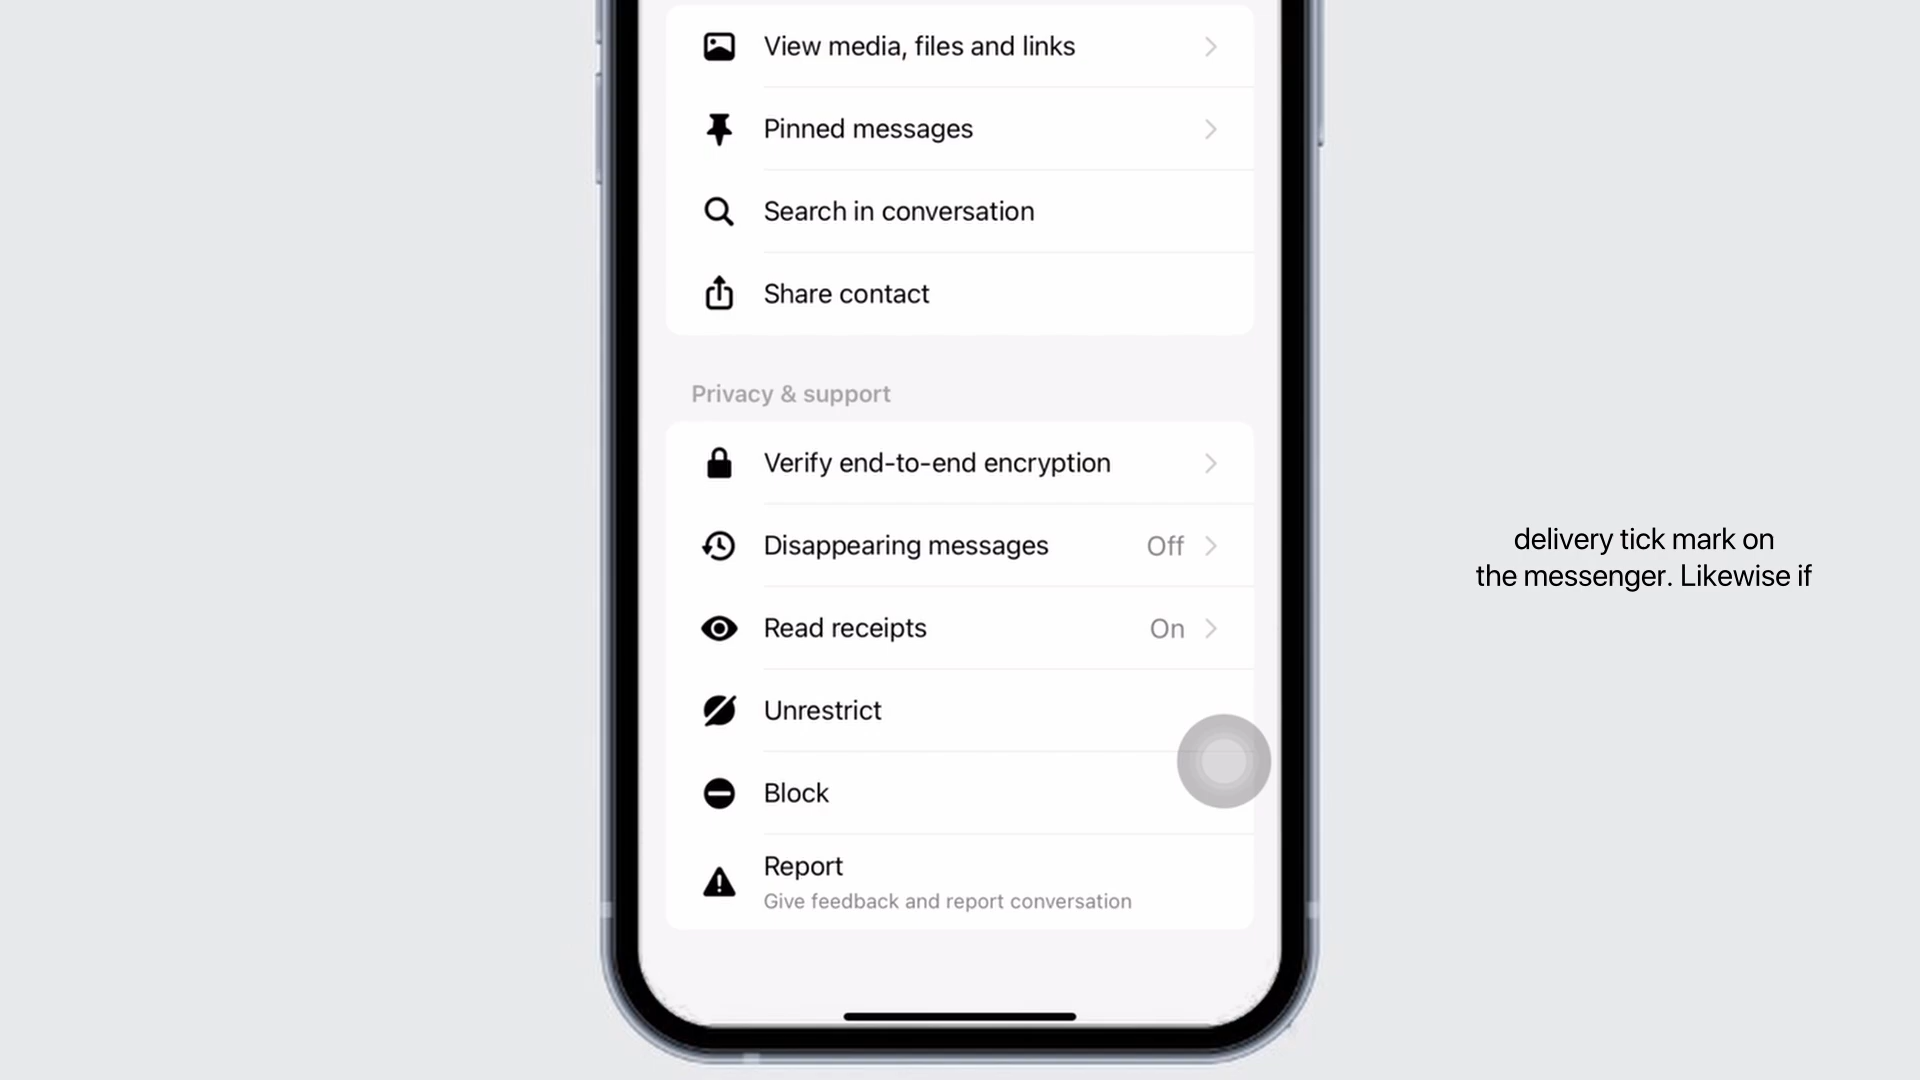 View media, files and links
Pinned messages
Search in conversation
Share contact
Privacy & support
Verify end-to-end encryption
Disappearing messages Off
Read receipts On
Unrestrict
Block
Report
Give feedback and report conversation
delivery tick mark on
the messenger. Likewise if